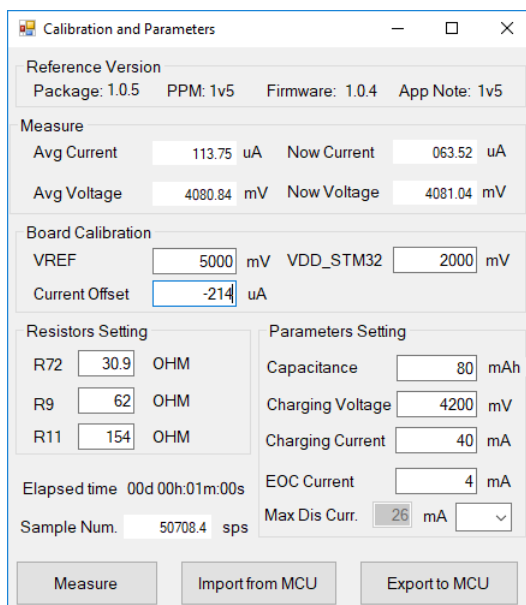 Calibration and Parameters
Reference Version
Package: 1.0.5 PPM: 1v5 Firmware: 1.0.4 App Note: 1v5
Measure
Avg Current 113.75 uA Now Current 063.52 uA
Avg Voltage 4080.84 mV Now Voltage 4081.04 mV
Board Calibration
VREF 5000 mV VDD_STM32 2000 mV
Current Offset -214 uA
Resistors Setting
R72 30.9 OHM
R9 62 OHM
R11 154 OHM
Parameters Setting
Capacitance 80 mAh
Charging Voltage 4200 mV
Charging Current 40 mA
EOC Current 4 mA
Max Dis Curr. 26 mA
Elapsed time 00d 00h:01m:00s
Sample Num. 50708.4 sps
Measure Import from MCU Export to MCU